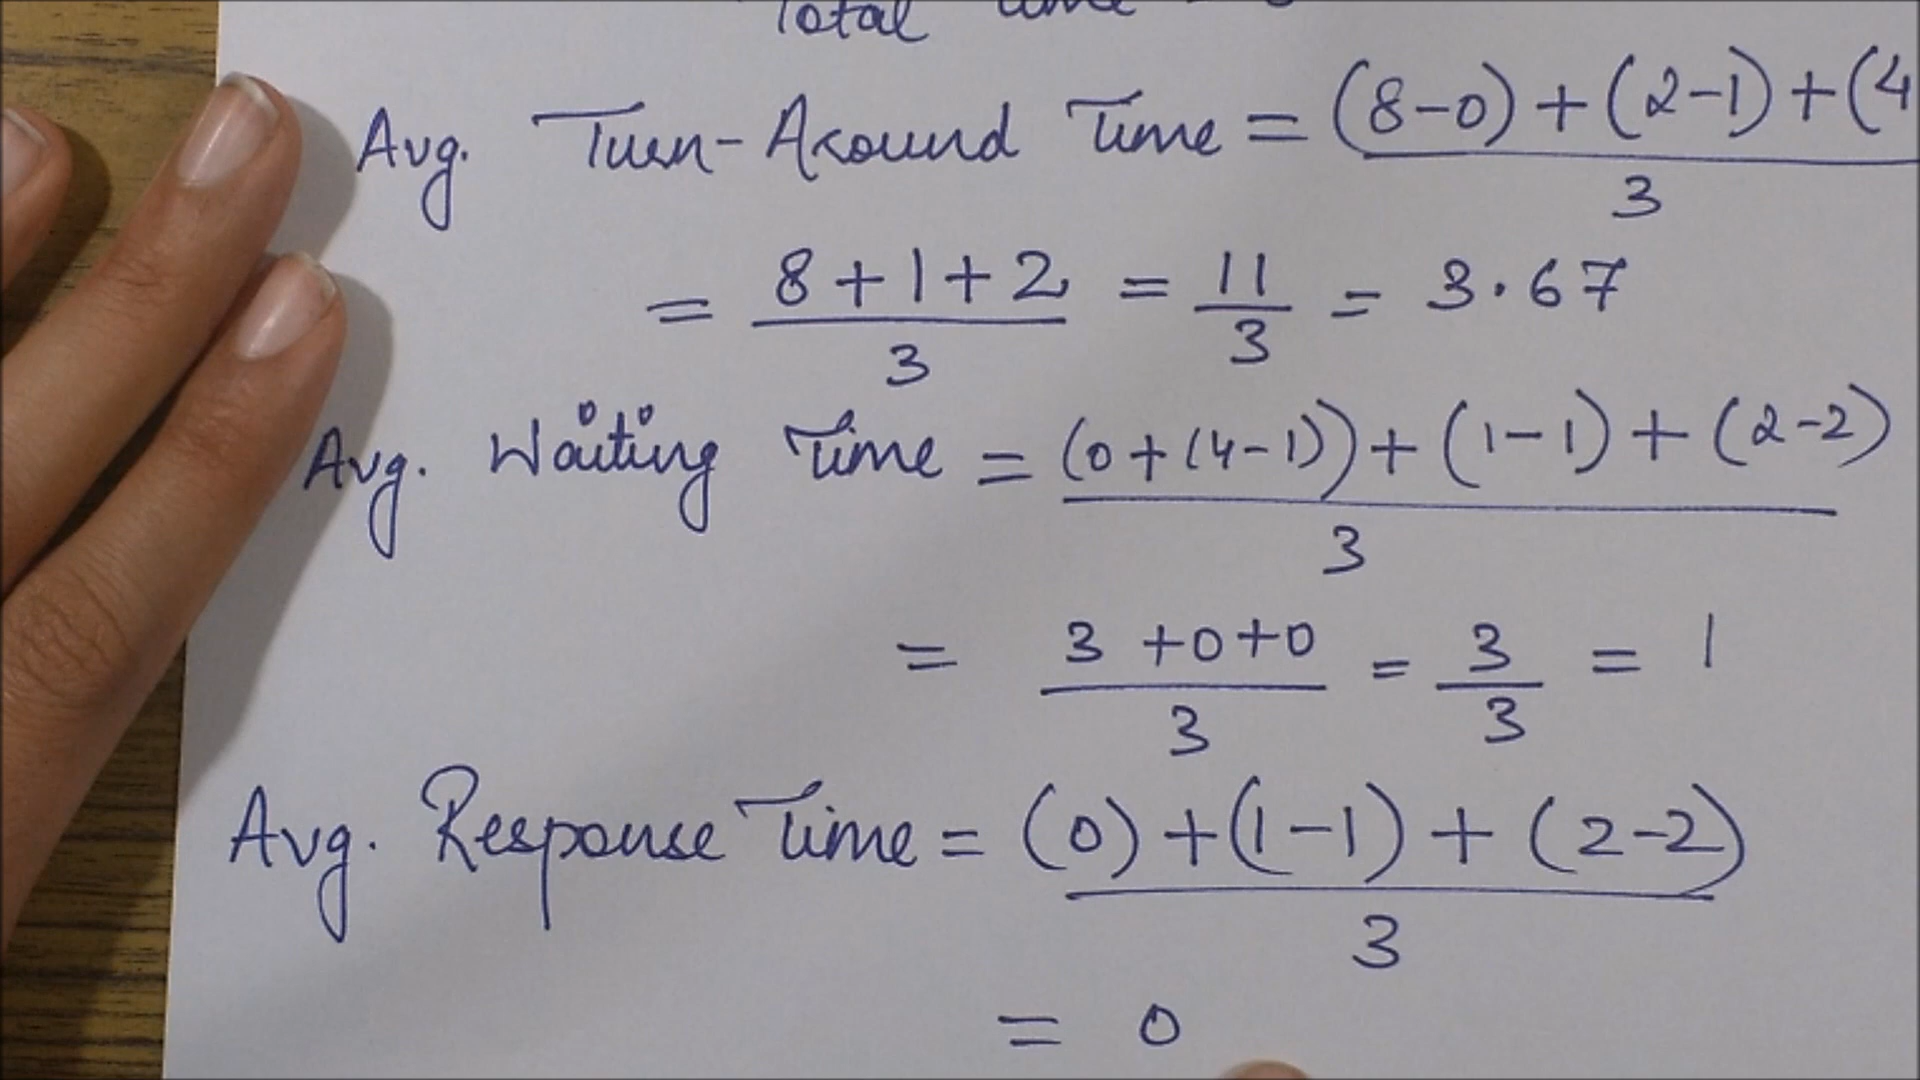 Total time
Avg. Turn-Around Time = (8-0) + (2-1) + (4
3
= 8+1+2 = 11 = 3.67
3 3
Avg. Waiting Time = (0+(4-1)) + (1-1) + (2-2)
3
= 3+0+0 = 3 = 1
3 3
Avg. Response Time = (0) + (1-1) + (2-2)
3
= 0